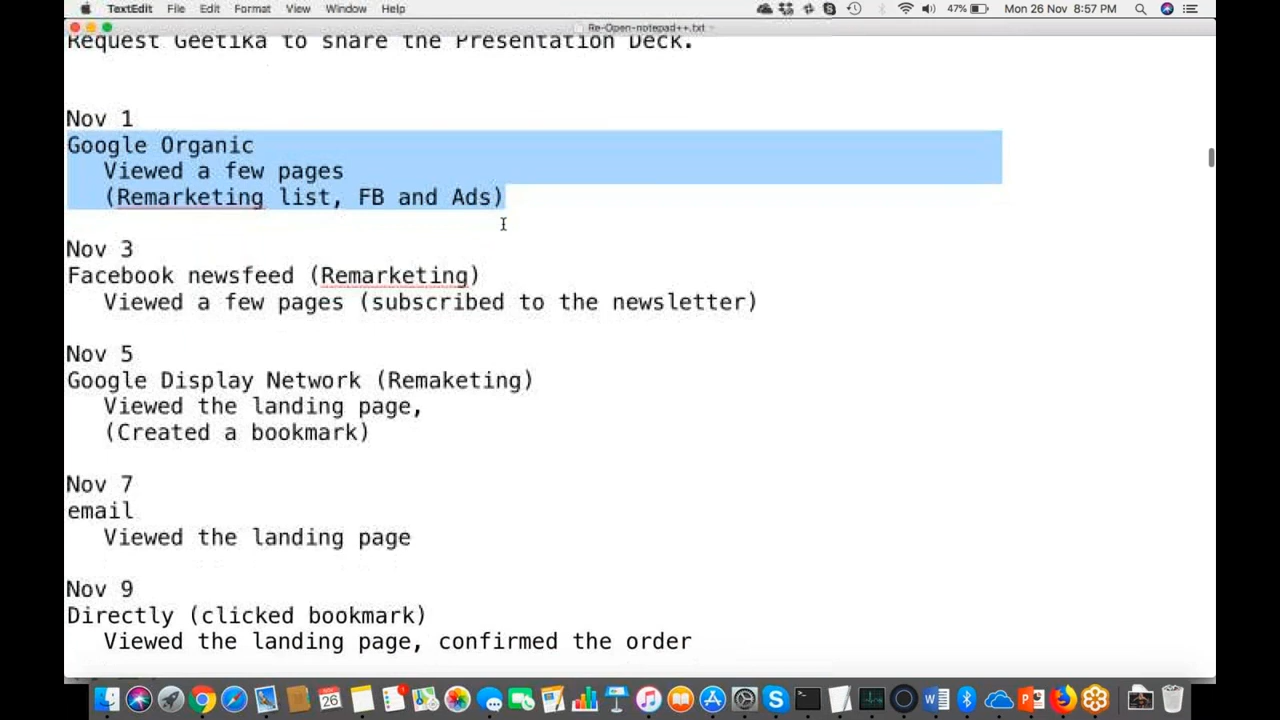 TextEdit File Edit Format View Window Help 47% Mon 26 Nov 8:57 PM
Re-Open-notepad++.txt
Request Geetika to share the Presentation Deck.
Nov 1
Google Organic
Viewed a few pages
(Remarketing list, FB and Ads)
Nov 3
Facebook newsfeed (Remarketing)
Viewed a few pages (subscribed to the newsletter)
Nov 5
Google Display Network (Remaketing)
Viewed the landing page,
(Created a bookmark)
Nov 7
email
Viewed the landing page
Nov 9
Directly (clicked bookmark)
Viewed the landing page, confirmed the order
26